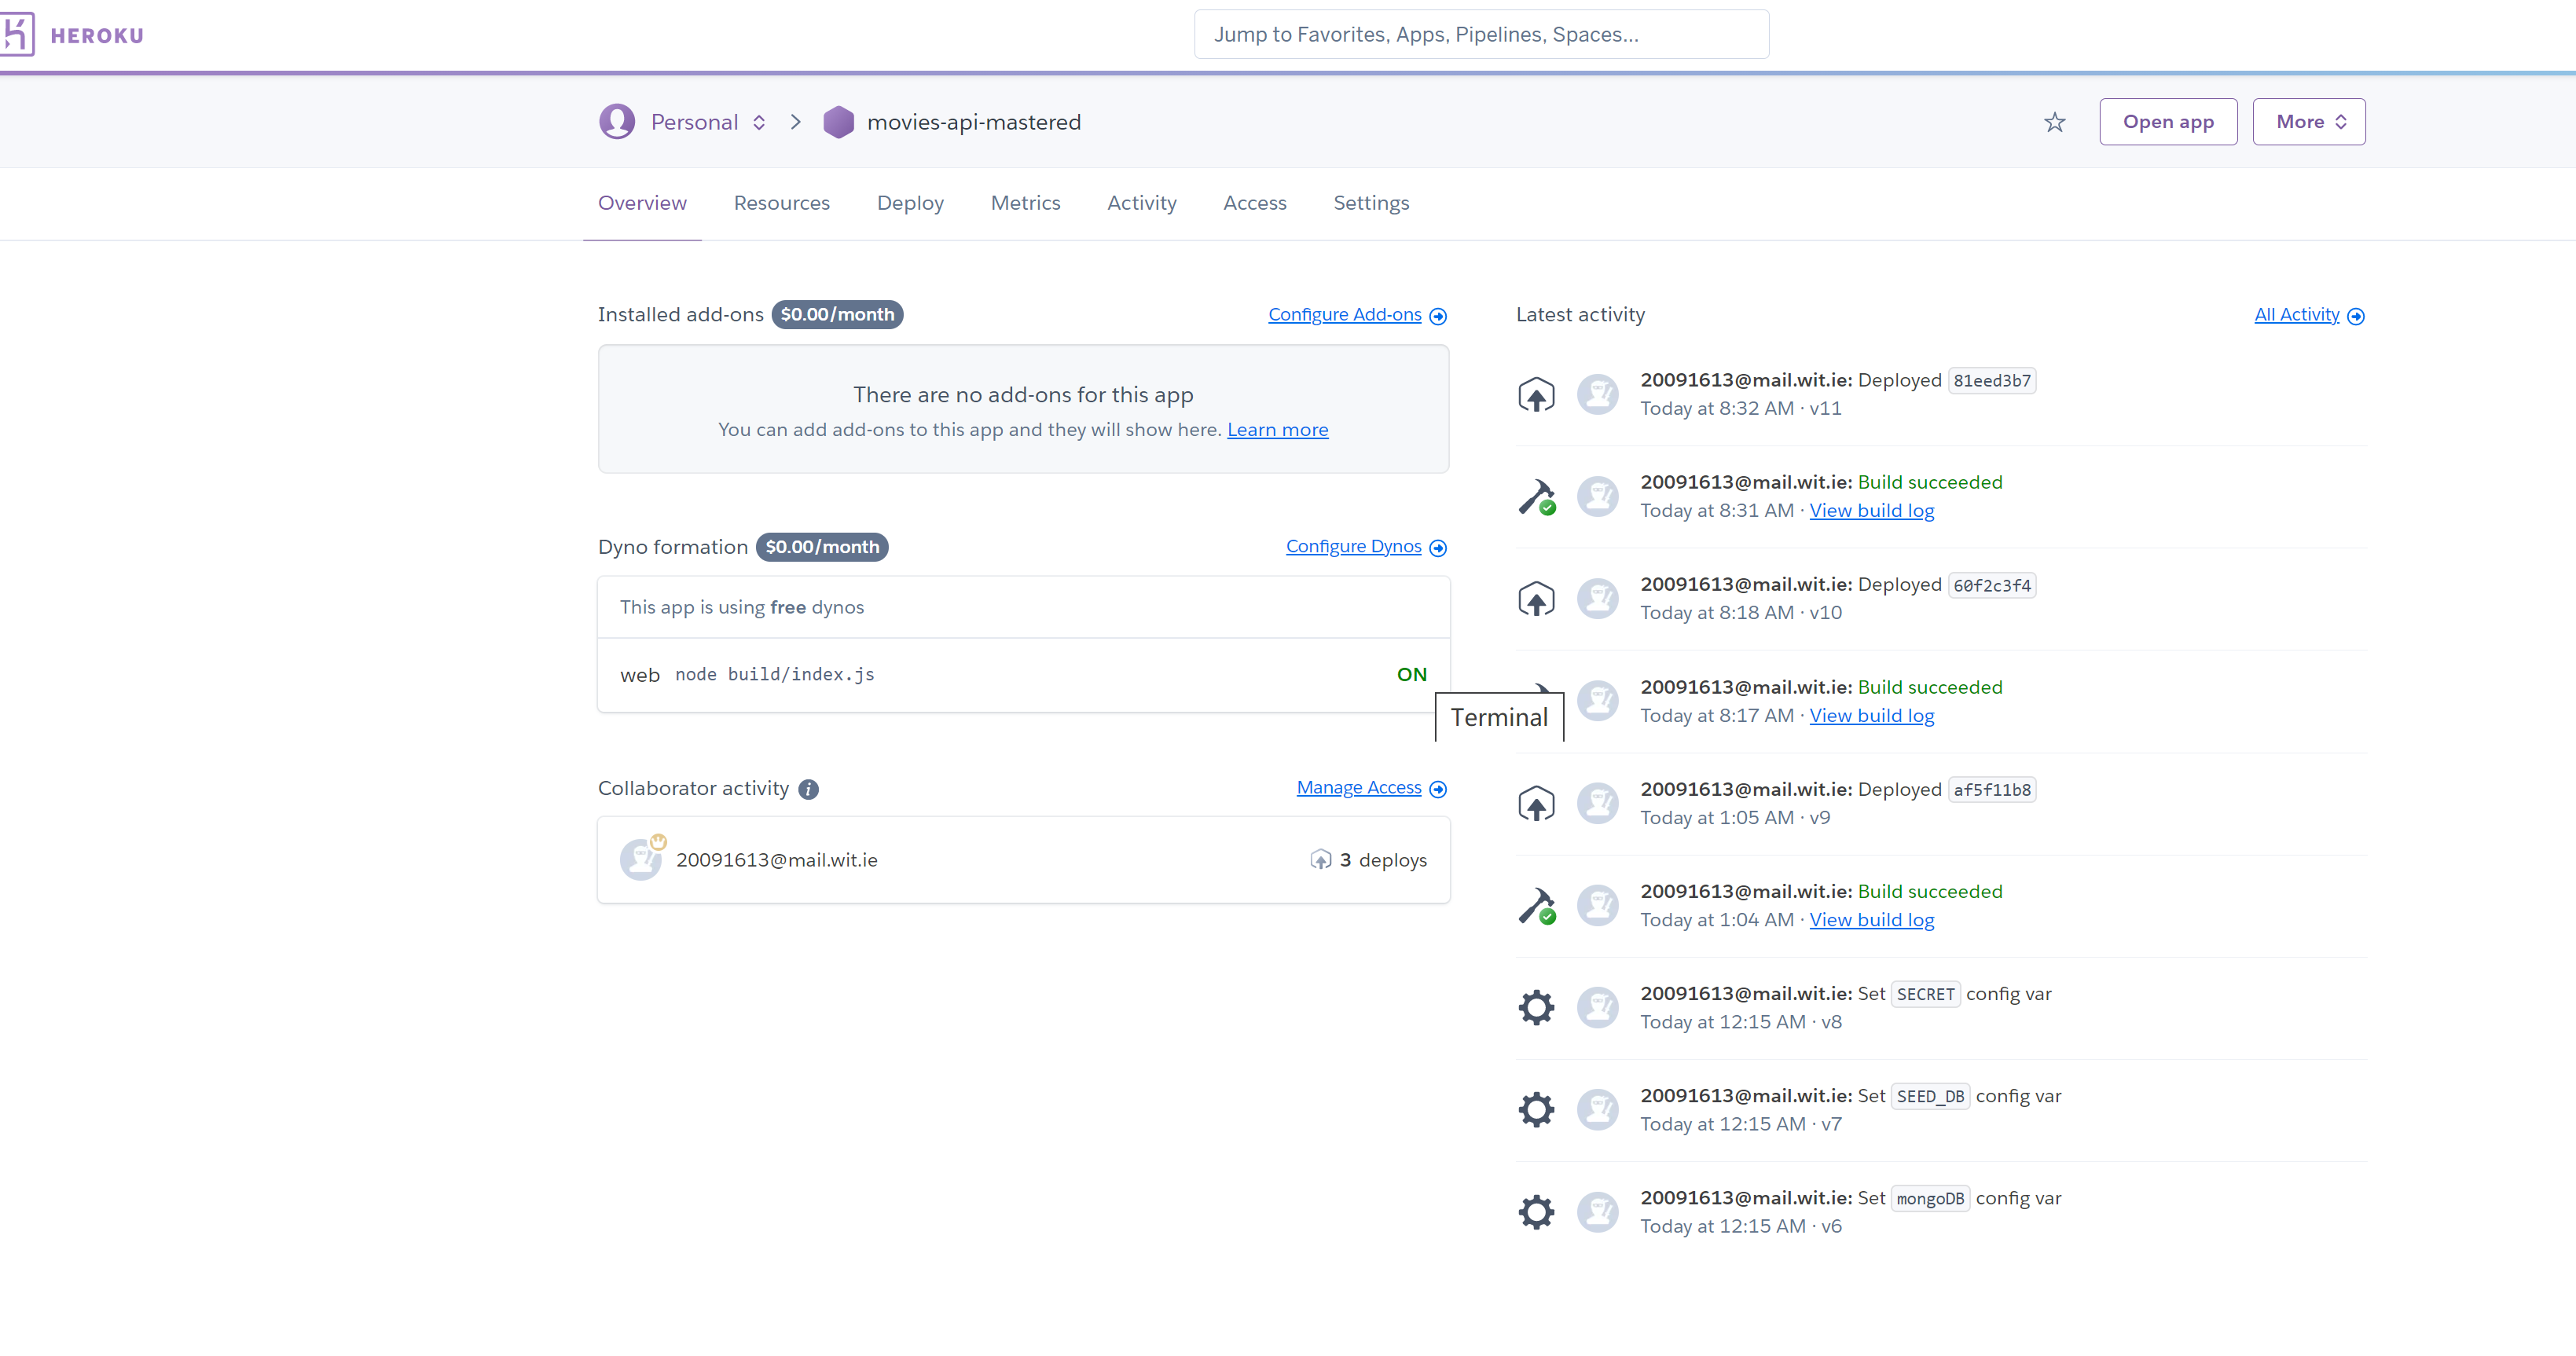 HEROKU
Jump to Favorites, Apps, Pipelines, Spaces...
Personal
movies-api-mastered
Open app
More
Overview
Resources
Deploy
Metrics
Activity
Access
Settings
Installed add-ons $0.00/month
Configure Add-ons
There are no add-ons for this app
You can add add-ons to this app and they will show here. Learn more
Dyno formation $0.00/month
Configure Dynos
This app is using free dynos
web node build/index.js
ON
Terminal
Collaborator activity
Manage Access
20091613@mail.wit.ie
3 deploys
Latest activity
All Activity
20091613@mail.wit.ie: Deployed 81eed3b7
Today at 8:32 AM · v11
20091613@mail.wit.ie: Build succeeded
Today at 8:31 AM · View build log
20091613@mail.wit.ie: Deployed 60f2c3f4
Today at 8:18 AM · v10
20091613@mail.wit.ie: Build succeeded
Today at 8:17 AM · View build log
20091613@mail.wit.ie: Deployed af5f11b8
Today at 1:05 AM · v9
20091613@mail.wit.ie: Build succeeded
Today at 1:04 AM · View build log
20091613@mail.wit.ie: Set SECRET config var
Today at 12:15 AM · v8
20091613@mail.wit.ie: Set SEED_DB config var
Today at 12:15 AM · v7
20091613@mail.wit.ie: Set mongoDB config var
Today at 12:15 AM · v6